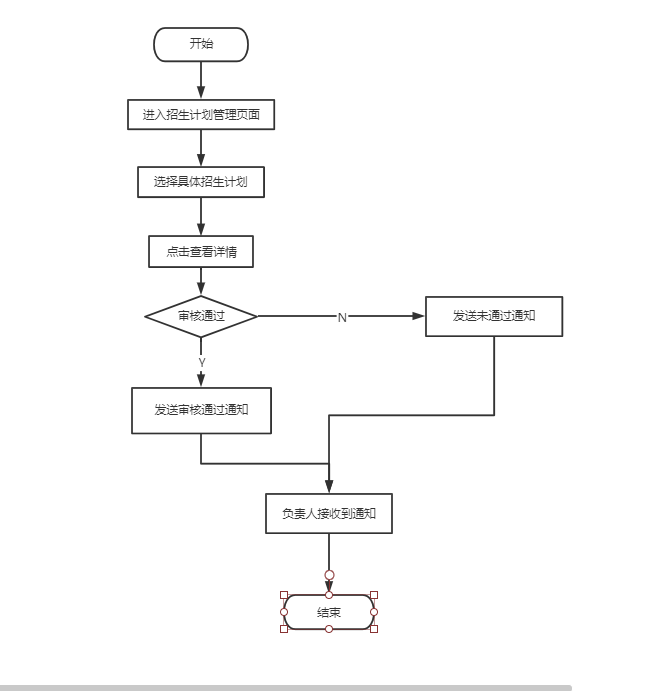 开始
进入招生计划管理页面
选择具体招生计划
点击查看详情
审核通过
N
发送未通过通知
Y
发送审核通过通知
负责人接收到通知
结束